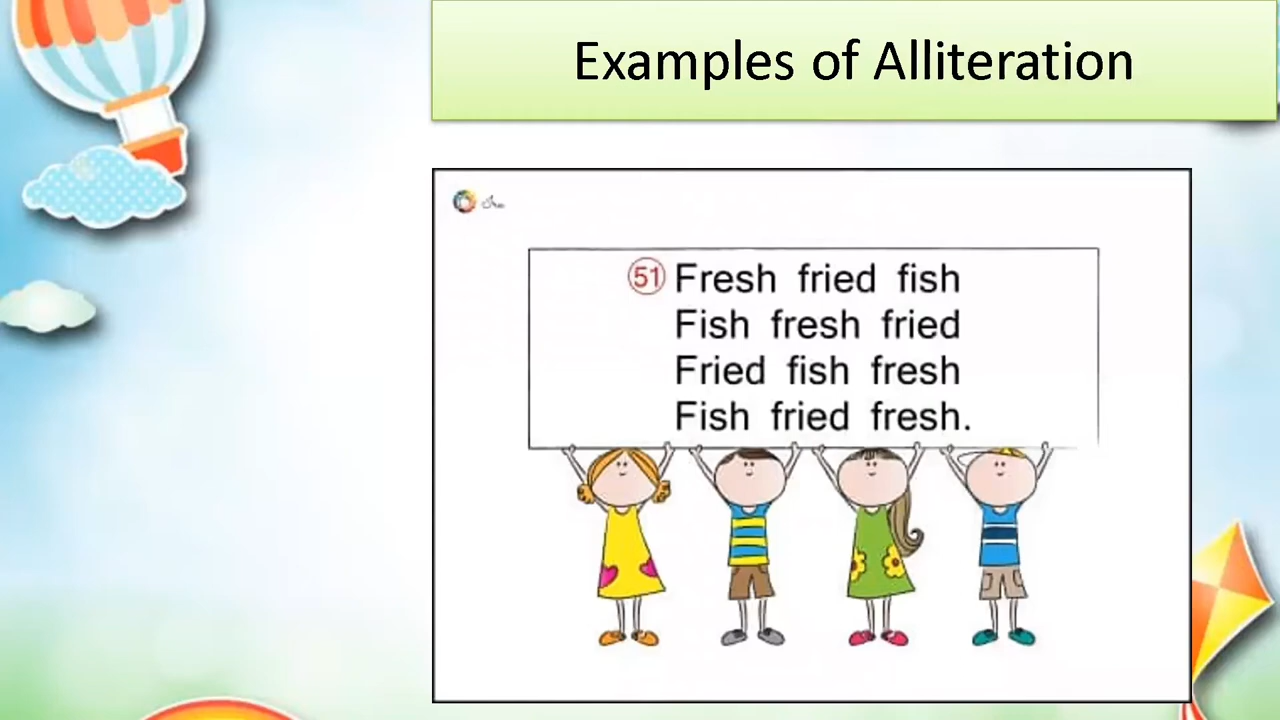 Examples of Alliteration
51 Fresh fried fish
Fish fresh fried
Fried fish fresh
Fish fried fresh.